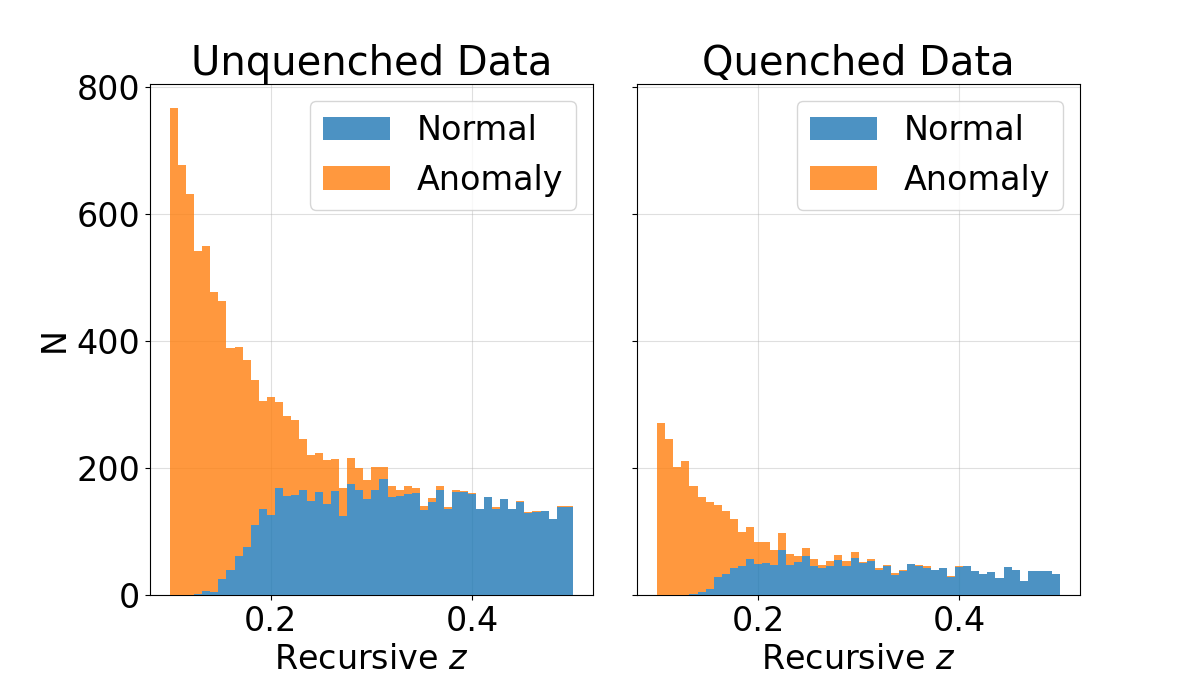 Unquenched Data
Quenched Data
Normal
Anomaly
Normal
Anomaly
800
600
400
200
0
N
0.2
0.4
0.2
0.4
Recursive z
Recursive z